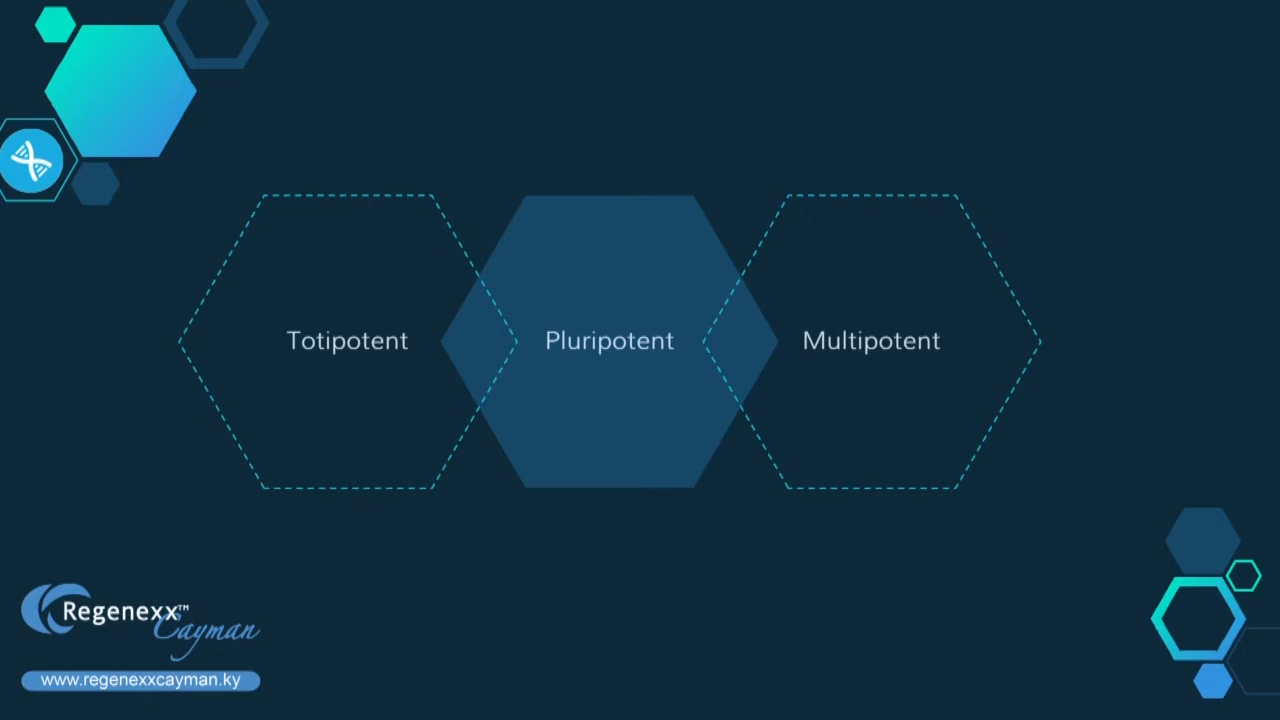 Totipotent
Pluripotent
Multipotent
Regenexx™
Cayman
www.regenexxcayman.ky